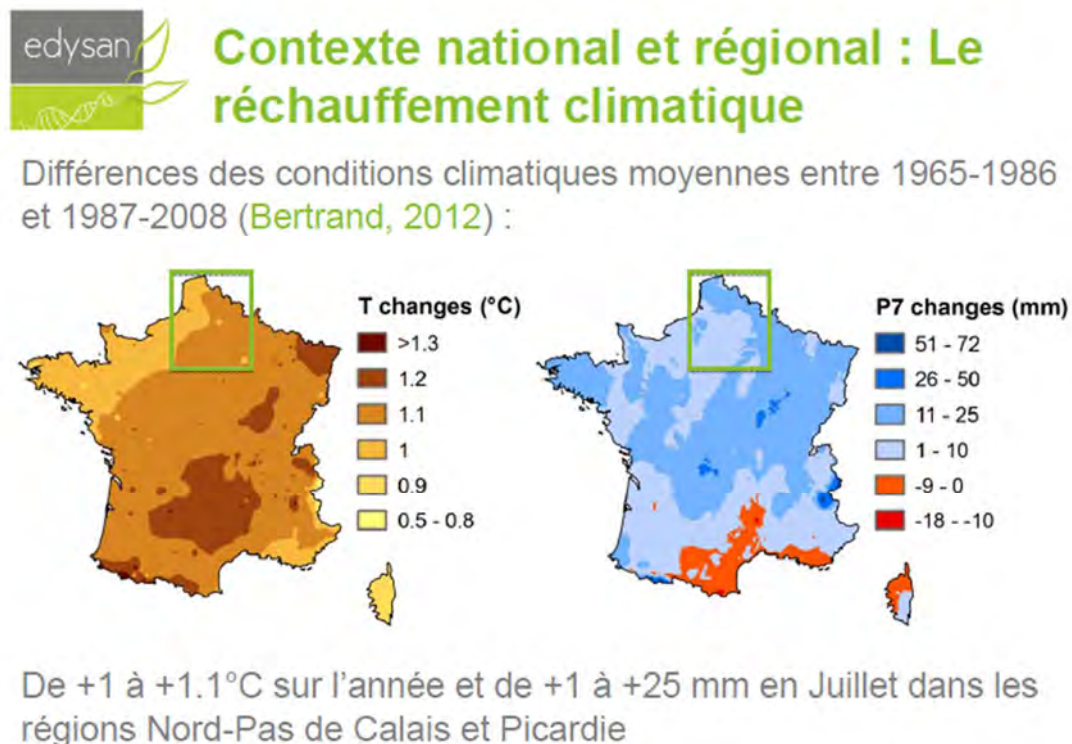 edysan
Contexte national et régional : Le
réchauffement climatique
Différences des conditions climatiques moyennes entre 1965-1986
et 1987-2008 (Bertrand, 2012) :
T changes (°C)
>1.3
1.2
1.1
1
0.9
0.5 - 0.8
P7 changes (mm)
51 - 72
26 - 50
11 - 25
1 - 10
-9 - 0
-18 - -10
De +1 à +1.1°C sur l'année et de +1 à +25 mm en Juillet dans les
régions Nord-Pas de Calais et Picardie